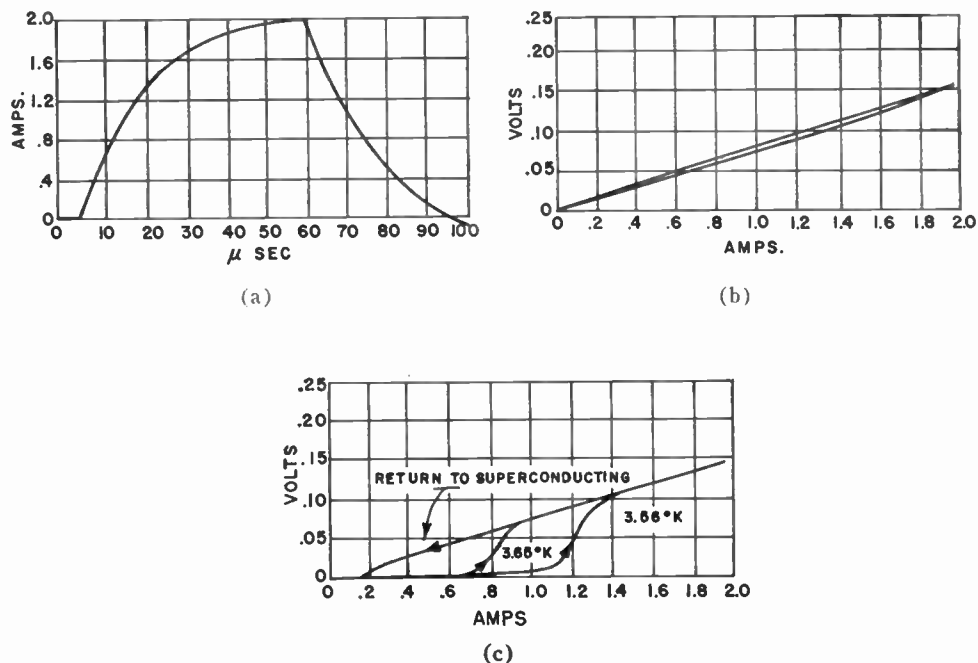 AMPS.
2.0
1.6
1.2
.8
.4
0
0 10 20 30 40 50 60 70 80 90 100
μ SEC
(a)
VOLTS
.25
.20
.15
.10
.05
0
0 .2 .4 .6 .8 1.0 1.2 1.4 1.6 1.8 2.0
AMPS.
(b)
VOLTS
.25
.20
.15
.10
.05
0
RETURN TO SUPERCONDUCTING
3.65°K
3.56°K
0 .2 .4 .6 .8 1.0 1.2 1.4 1.6 1.8 2.0
AMPS
(c)